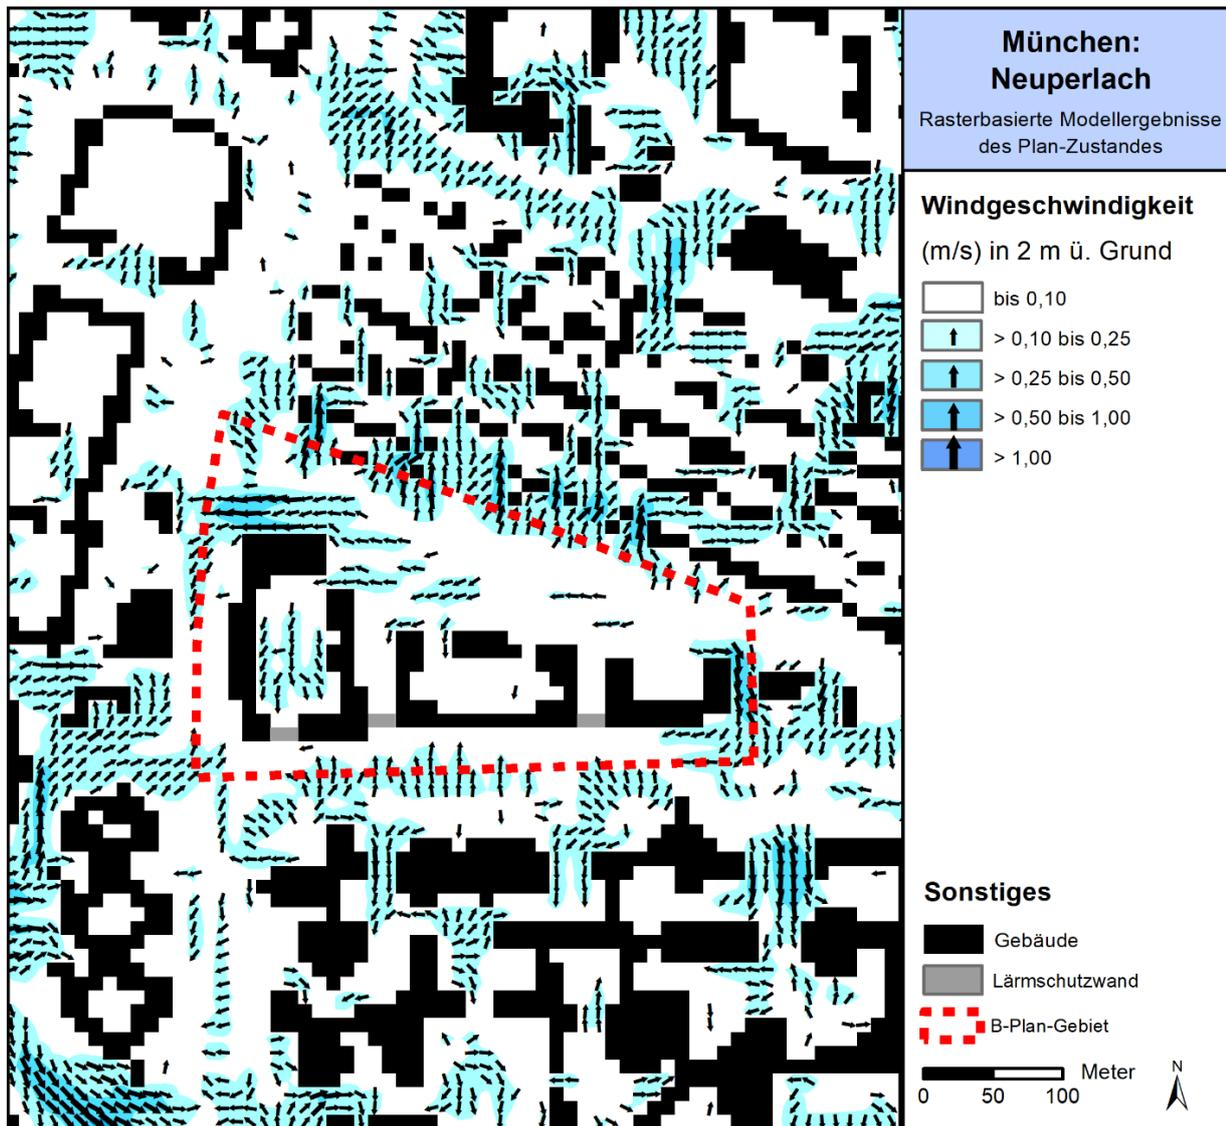 München:
Neuperlach
Rasterbasierte Modellergebnisse
des Plan-Zustandes
Windgeschwindigkeit
(m/s) in 2 m ü. Grund
bis 0,10
> 0,10 bis 0,25
> 0,25 bis 0,50
> 0,50 bis 1,00
> 1,00
Sonstiges
Gebäude
Lärmschutzwand
B-Plan-Gebiet
Meter
0 50 100
N